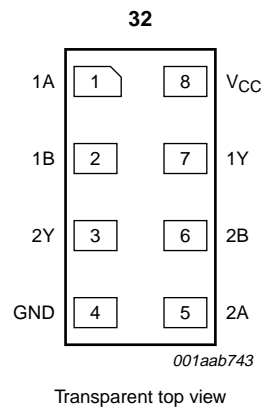 32
1A 1 8 VCC
1B 2 7 1Y
2Y 3 6 2B
GND 4 5 2A
001aab743
Transparent top view